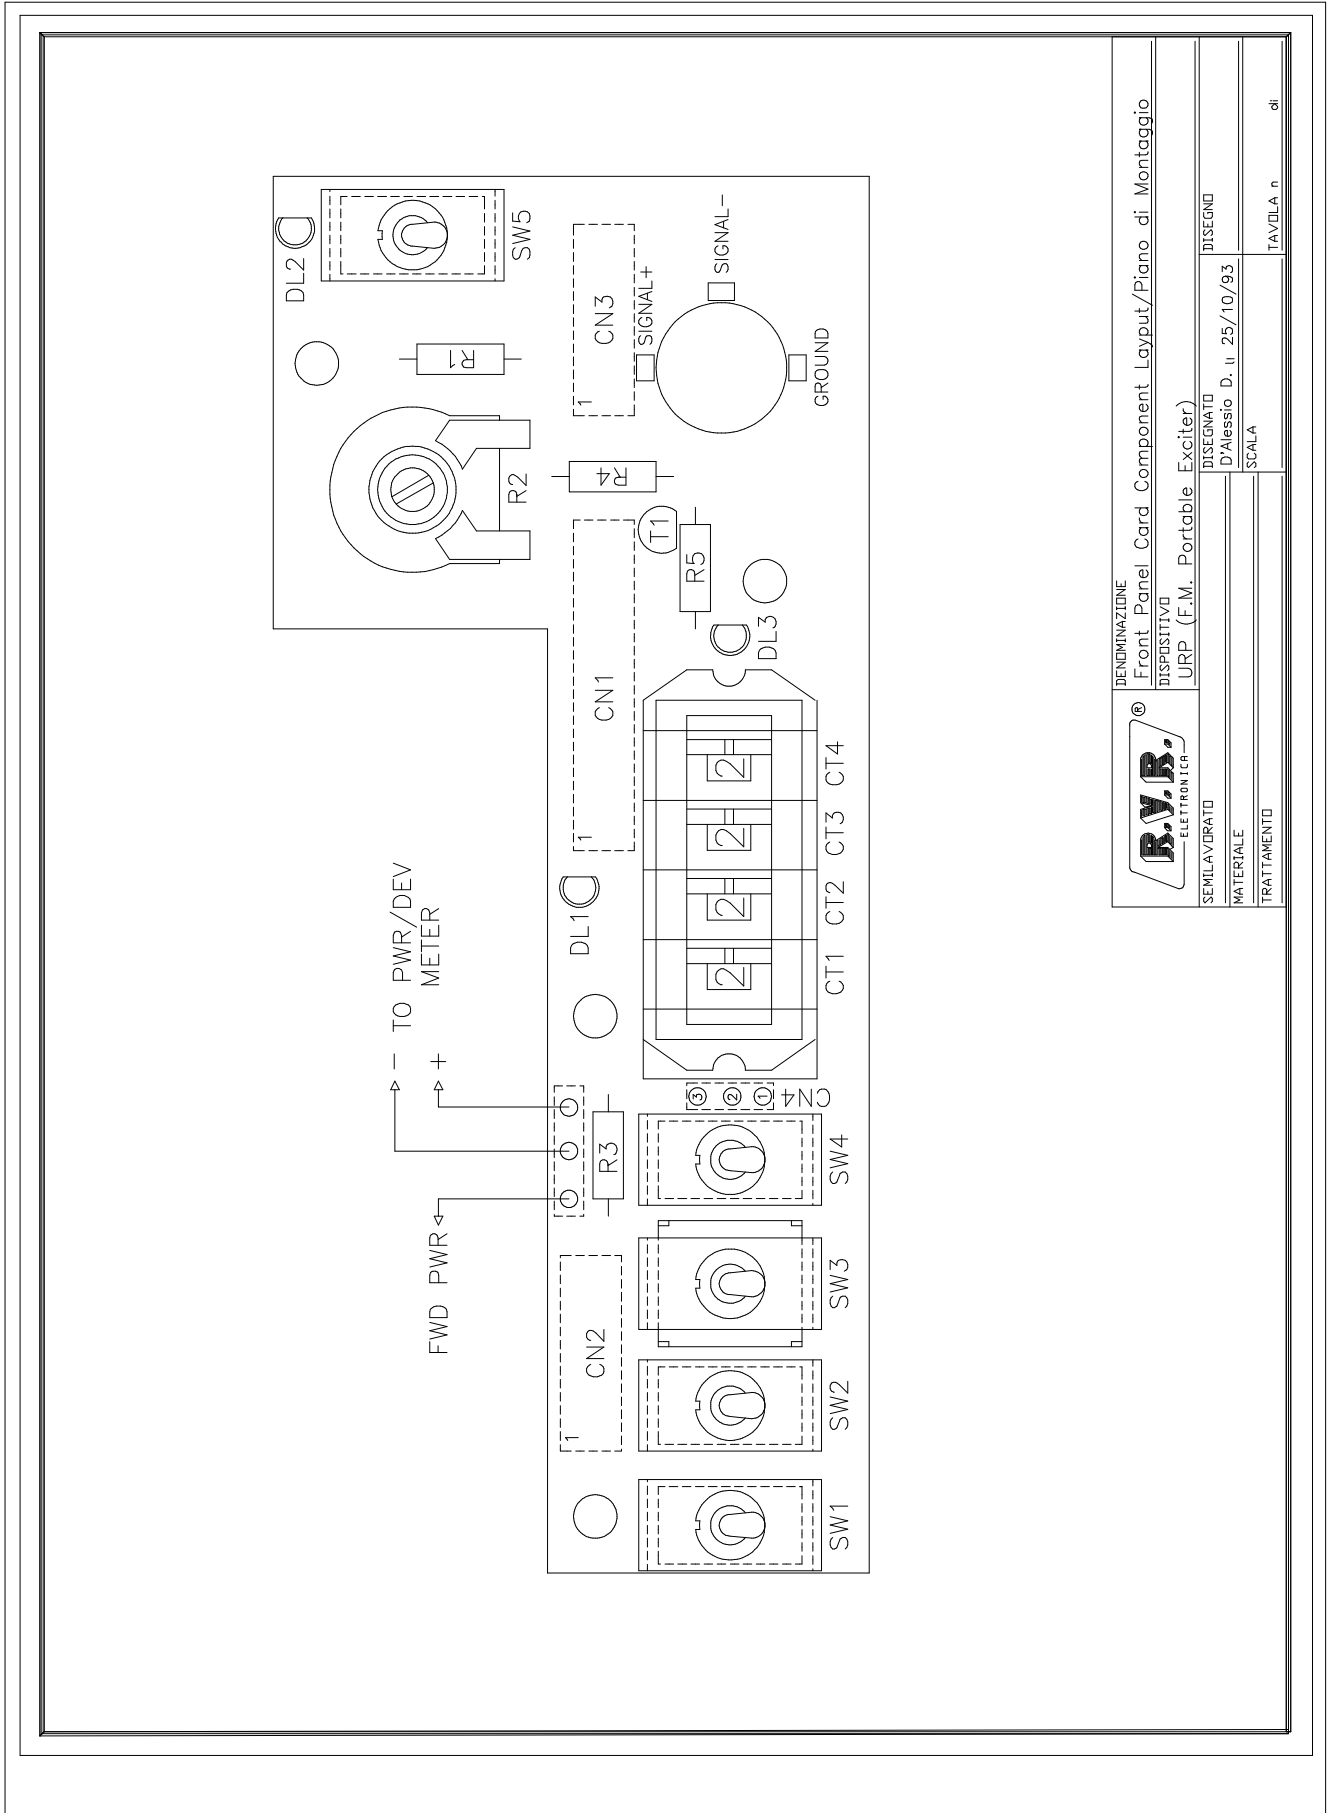 DL2
SW5
R1
R2
CN3
1
SIGNAL+
SIGNAL-
GROUND
R4
T1
R5
CN1
1
DL3
DL1
2
2
2
2
CT1
CT2
CT3
CT4
- TO PWR/DEV
+ METER
FWD PWR
R3
CN4
1
2
3
CN2
1
SW1
SW2
SW3
SW4
R.V.R.
ELETTRONICA
®
DENOMINAZIONE
Front Panel Card Component Layput/Piano di Montaggio
DISPOSITIVO
URP (F.M. Portable Exciter)
SEMILAVORATO
MATERIALE
TRATTAMENTO
DISEGNATO
D'Alessio D. li 25/10/93
SCALA
DISEGNO
TAVOLA n di